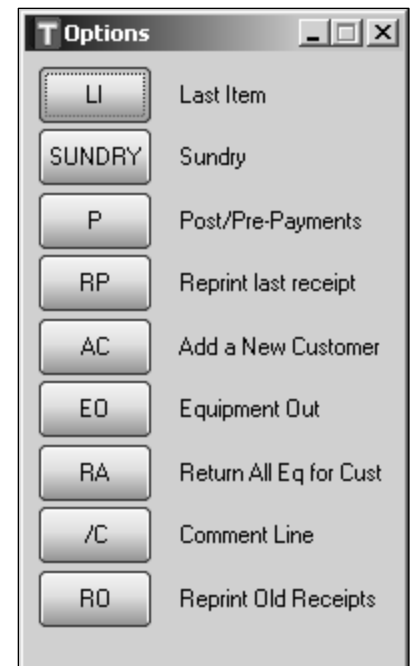 T Options
LI Last Item
SUNDRY Sundry
P Post/Pre-Payments
RP Reprint last receipt
AC Add a New Customer
EO Equipment Out
RA Return All Eq for Cust
/C Comment Line
RO Reprint Old Receipts